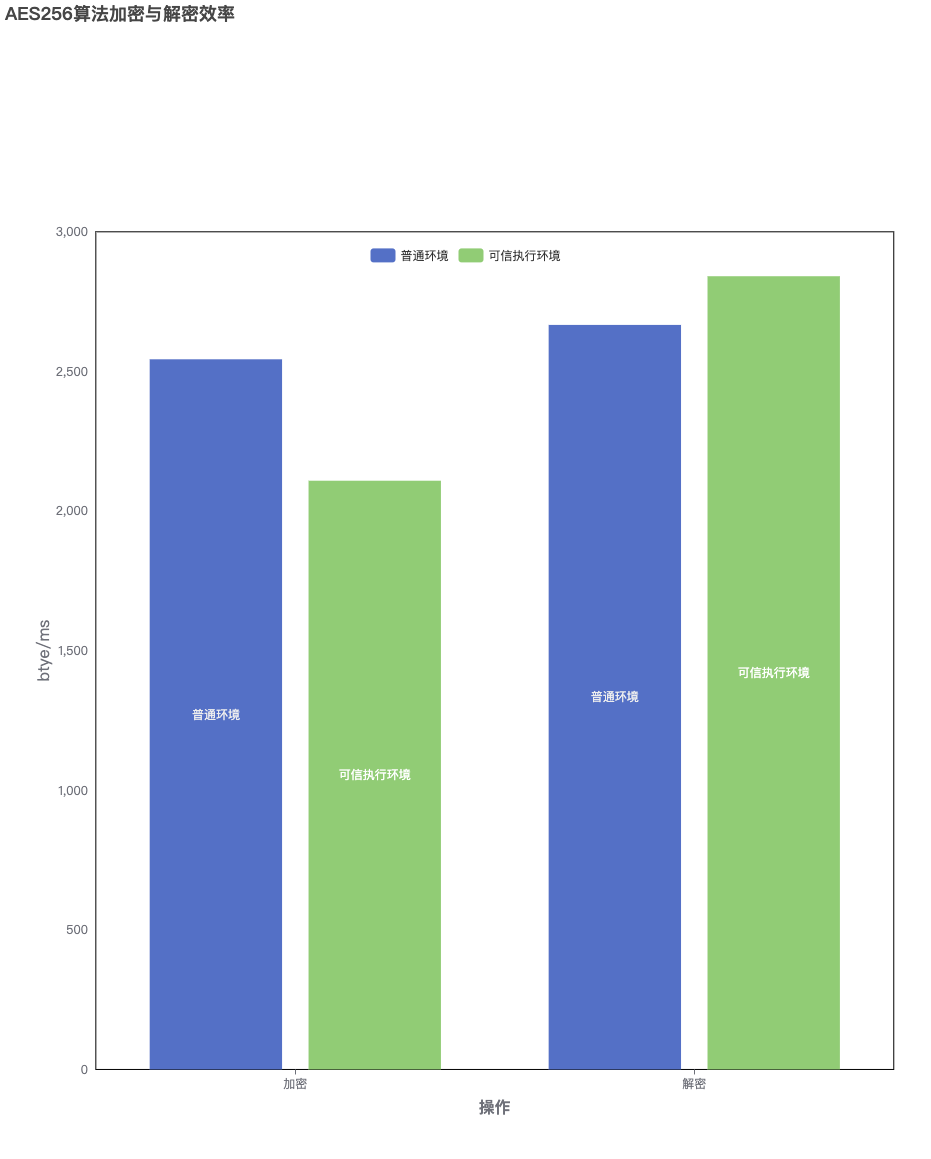 AES256算法加密与解密效率
3,000
普通环境 可信执行环境
2,500
2,000
btye/ms
1,500
可信执行环境
普通环境
普通环境
可信执行环境
1,000
500
0
加密 解密
操作